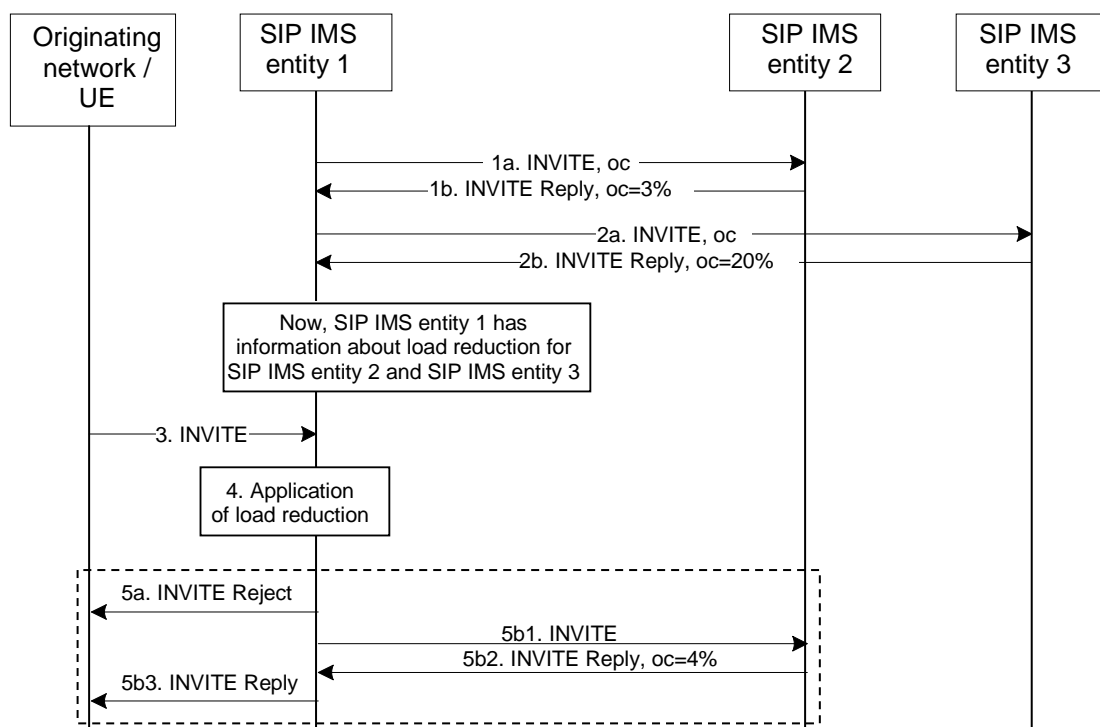 Originating
network /
UE
SIP IMS
entity 1
SIP IMS
entity 2
SIP IMS
entity 3
1a. INVITE, oc
1b. INVITE Reply, oc=3%
2a. INVITE, oc
2b. INVITE Reply, oc=20%
Now, SIP IMS entity 1 has
information about load reduction for
SIP IMS entity 2 and SIP IMS entity 3
3. INVITE
4. Application
of load reduction
5a. INVITE Reject
5b1. INVITE
5b2. INVITE Reply, oc=4%
5b3. INVITE Reply